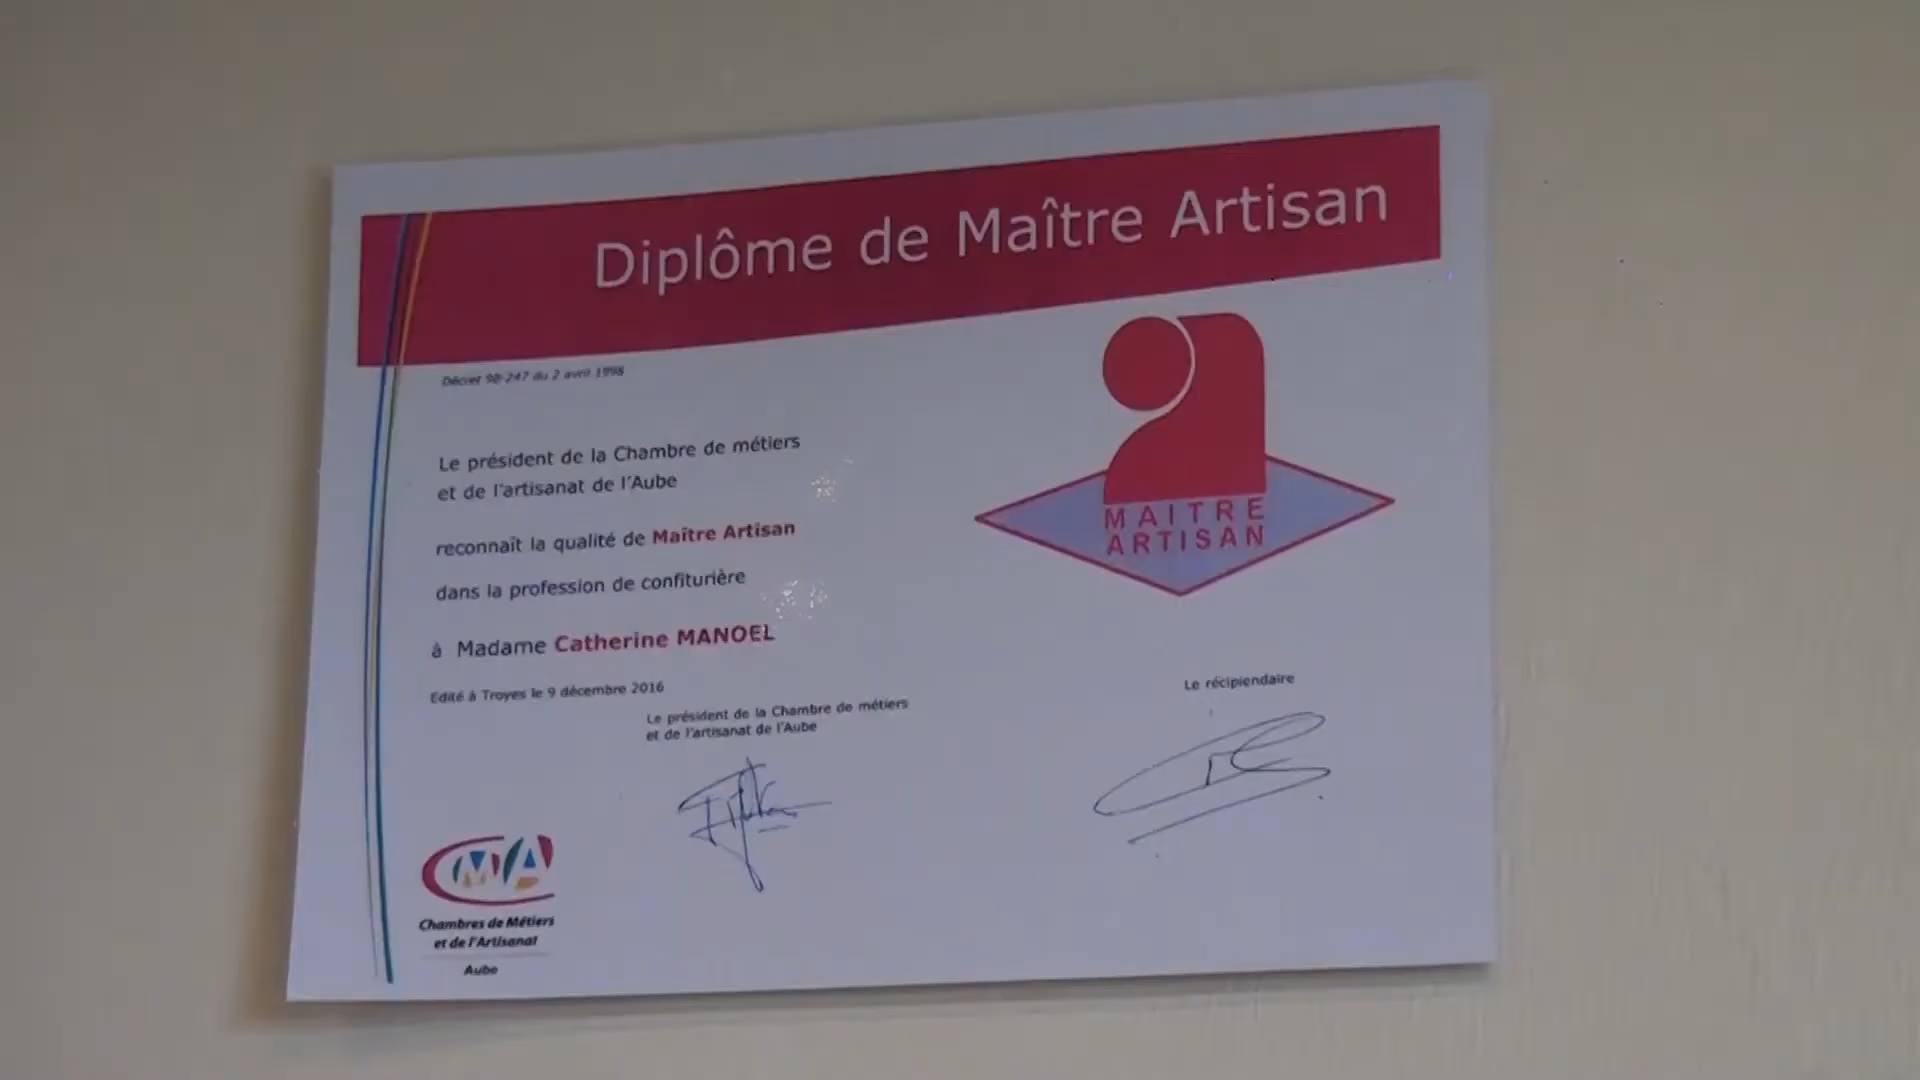 Diplôme de Maître Artisan
Décret 98-247 du 2 avril 1998
Le président de la Chambre de métiers
et de l'artisanat de l'Aube
reconnaît la qualité de Maître Artisan
dans la profession de confiturière
à Madame Catherine MANOEL
Edité à Troyes le 9 décembre 2016
Le président de la Chambre de métiers
et de l'artisanat de l'Aube
MAITRE
ARTISAN
Le récipiendaire
CMA
Chambres de Métiers
et de l'Artisanat
Aube